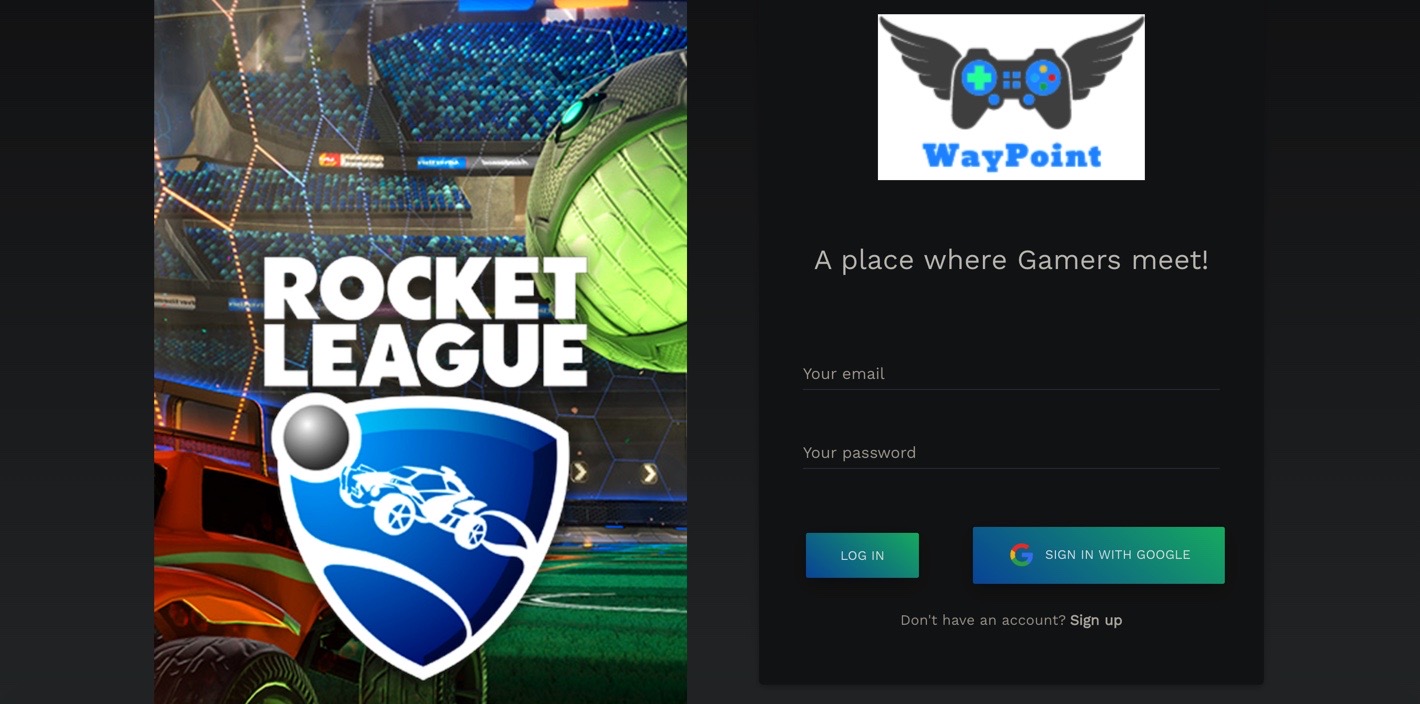 ROCKET
LEAGUE
WayPoint
A place where Gamers meet!
Your email
Your password
LOG IN
SIGN IN WITH GOOGLE
Don't have an account? Sign up